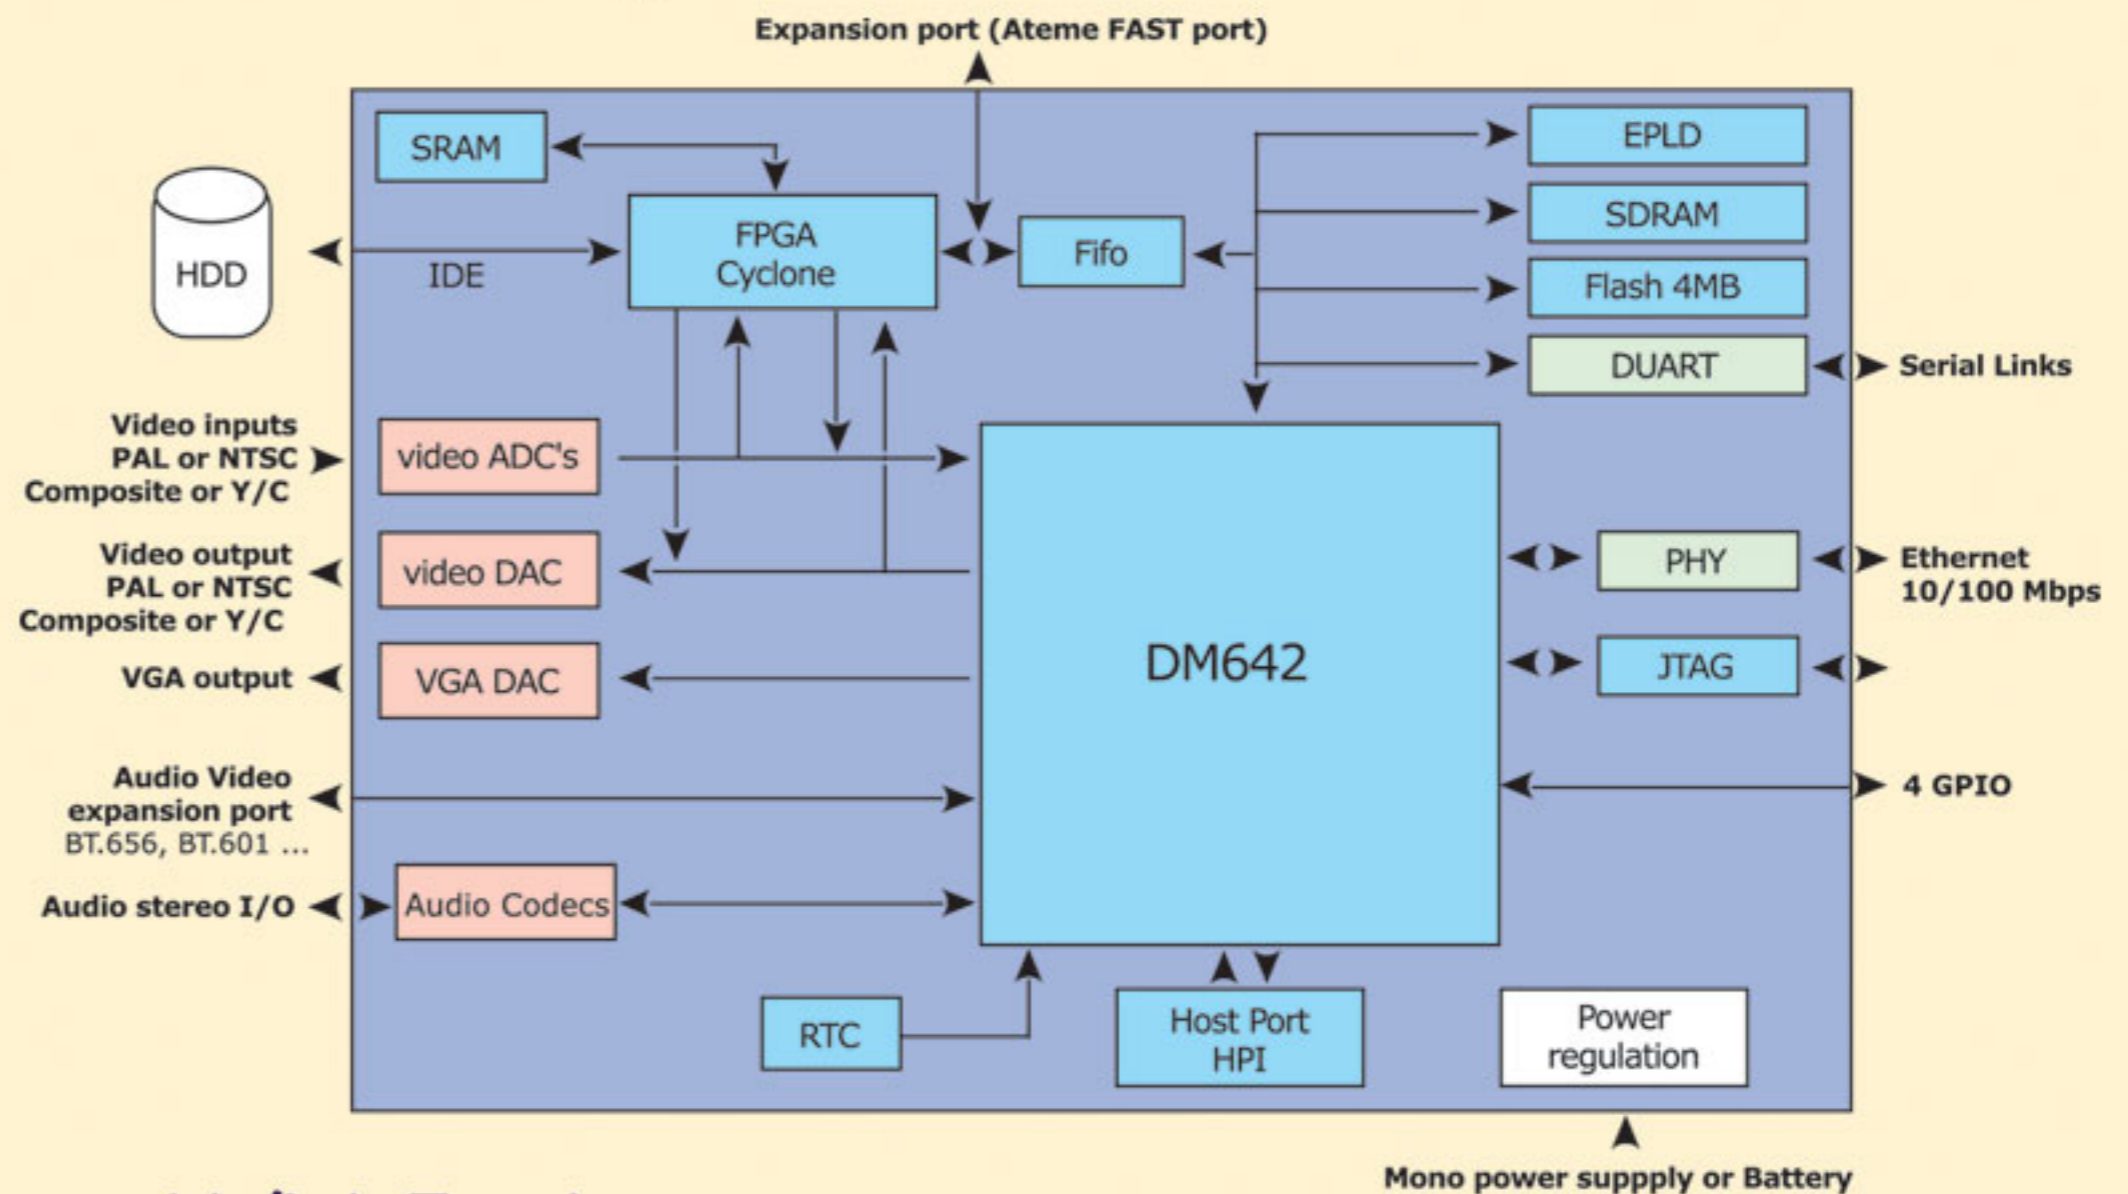 Expansion port (Ateme FAST port)
SRAM
EPLD
SDRAM
FPGA
Cyclone
Fifo
HDD
IDE
Flash 4MB
DUART
Serial Links
Video inputs
PAL or NTSC
Composite or Y/C
video ADC's
Video output
PAL or NTSC
Composite or Y/C
video DAC
PHY
Ethernet
10/100 Mbps
DM642
JTAG
VGA output
VGA DAC
Audio Video
expansion port
BT.656, BT.601 ...
4 GPIO
Audio stereo I/O
Audio Codecs
RTC
Host Port
HPI
Power
regulation
Mono power suppply or Battery